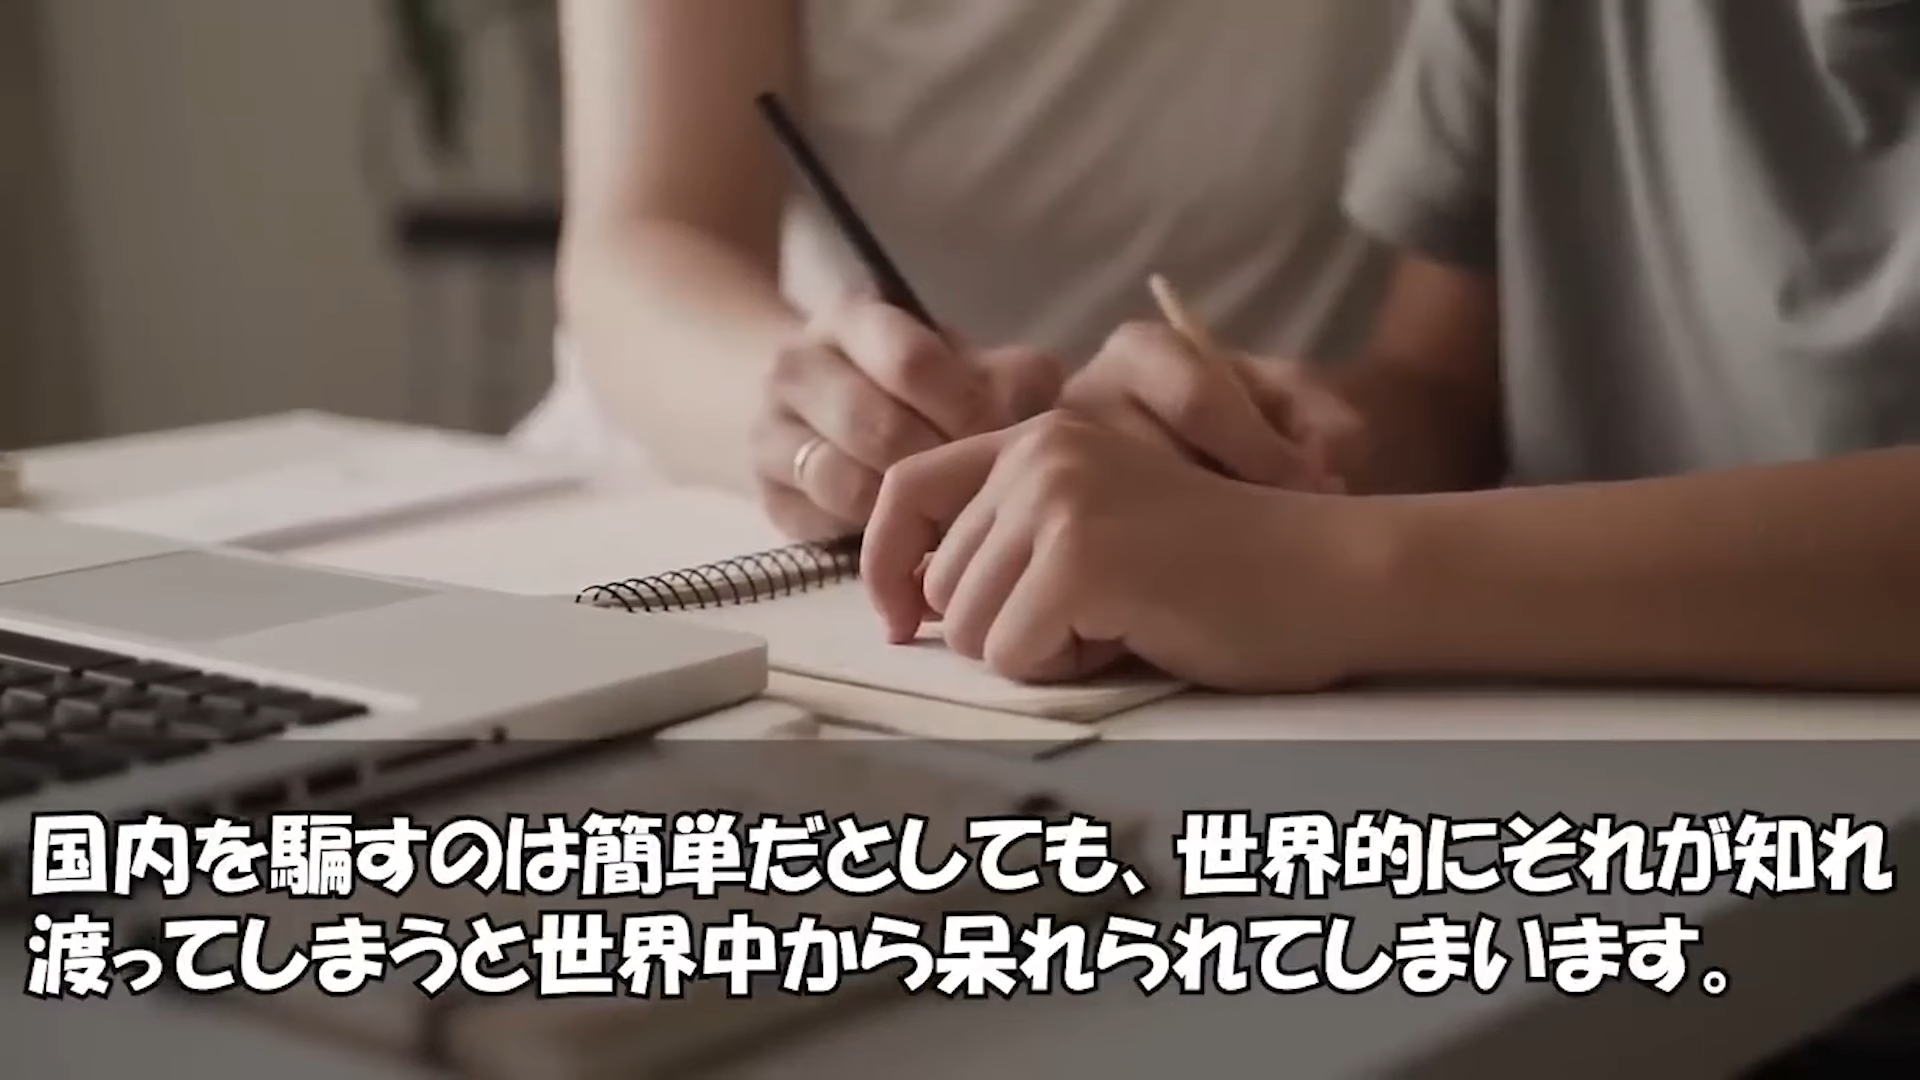 国内を騙すのは簡単だとしても、世界的にそれが知れ
渡ってしまうと世界中から呆れられてしまいます。